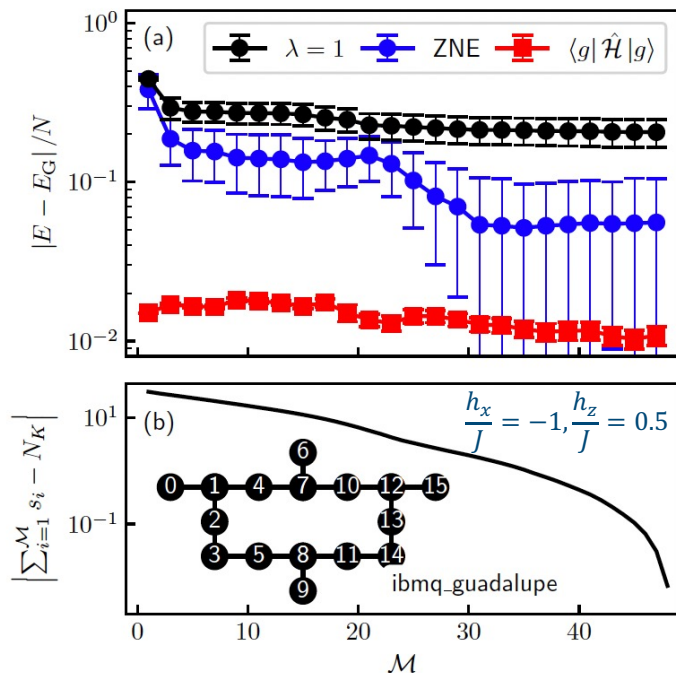 (a)
λ = 1
ZNE
⟨g| Ĥ |g⟩
10⁰
10⁻¹
10⁻²
|E − E_G| /N
(b)
h_x/J = −1, h_z/J = 0.5
10¹
10⁻¹
|∑_{i=1}^{ℳ} s_i − N_K|
6
0 1 4 7 10 12 15
2 13
3 5 8 11 14
9
ibmq_guadalupe
0 10 20 30 40
ℳ